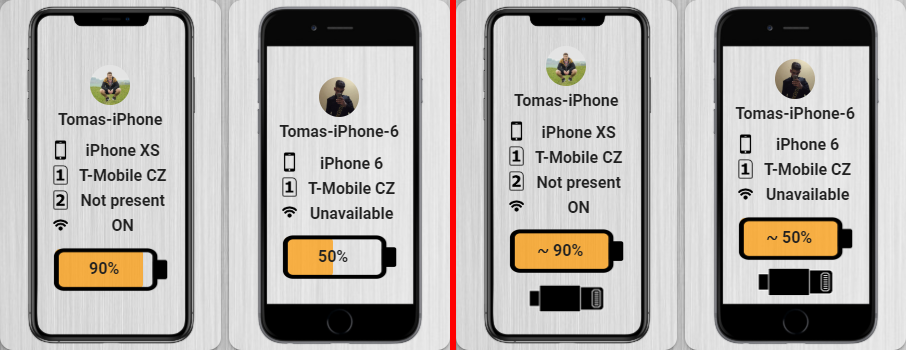 Tomas-iPhone
iPhone XS
1 T-Mobile CZ
2 Not present
ON
90%
Tomas-iPhone-6
iPhone 6
1 T-Mobile CZ
Unavailable
50%
Tomas-iPhone
iPhone XS
1 T-Mobile CZ
2 Not present
ON
~ 90%
Tomas-iPhone-6
iPhone 6
1 T-Mobile CZ
Unavailable
~ 50%